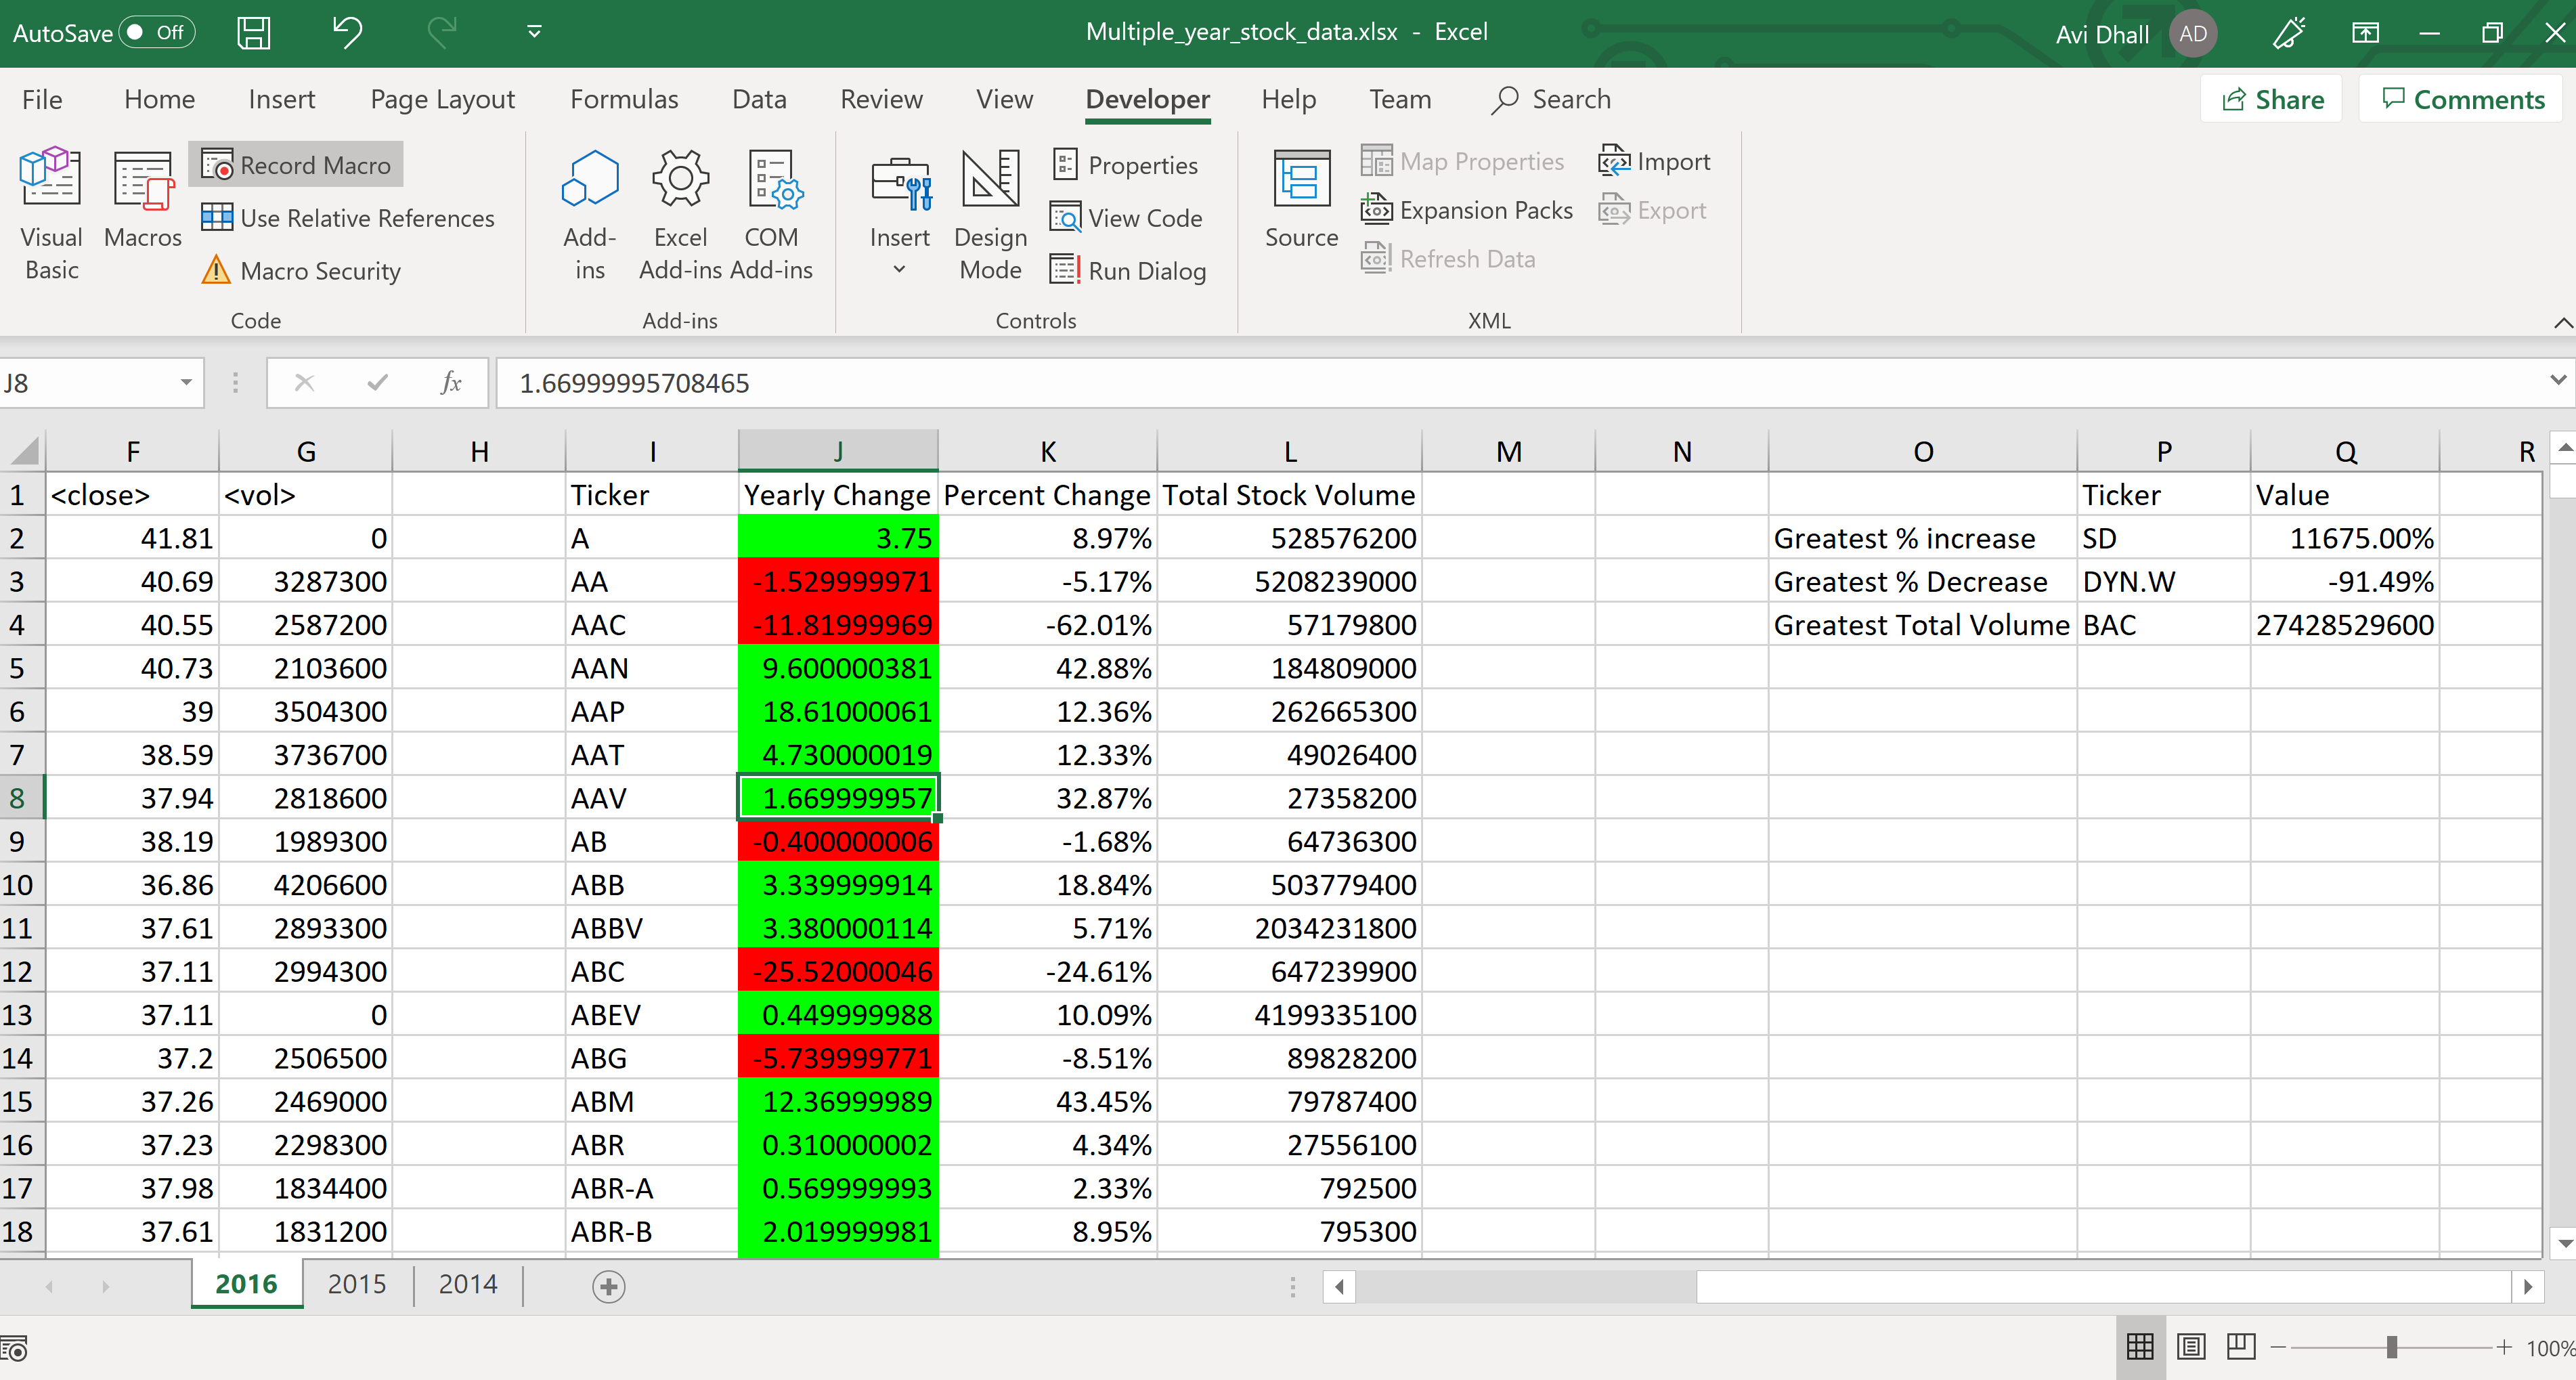 AutoSave Off Multiple_year_stock_data.xlsx - Excel Avi Dhall AD
File Home Insert Page Layout Formulas Data Review View Developer Help Team Search Share Comments
Visual Basic
Macros
Record Macro
Use Relative References
Macro Security
Code
Add-ins
Excel Add-ins
COM Add-ins
Add-ins
Insert
Design Mode
Properties
View Code
Run Dialog
Controls
Source
Map Properties
Expansion Packs
Refresh Data
Import
Export
XML
J8 fx 1.66999995708465
F G H I J K L M N O P Q R
1 <close> <vol> Ticker Yearly Change Percent Change Total Stock Volume Ticker Value
2 41.81 0 A 3.75 8.97% 528576200 Greatest % increase SD 11675.00%
3 40.69 3287300 AA -1.529999971 -5.17% 5208239000 Greatest % Decrease DYN.W -91.49%
4 40.55 2587200 AAC -11.81999969 -62.01% 57179800 Greatest Total Volume BAC 27428529600
5 40.73 2103600 AAN 9.600000381 42.88% 184809000
6 39 3504300 AAP 18.61000061 12.36% 262665300
7 38.59 3736700 AAT 4.730000019 12.33% 49026400
8 37.94 2818600 AAV 1.669999957 32.87% 27358200
9 38.19 1989300 AB -0.400000006 -1.68% 64736300
10 36.86 4206600 ABB 3.339999914 18.84% 503779400
11 37.61 2893300 ABBV 3.380000114 5.71% 2034231800
12 37.11 2994300 ABC -25.52000046 -24.61% 647239900
13 37.11 0 ABEV 0.449999988 10.09% 4199335100
14 37.2 2506500 ABG -5.739999771 -8.51% 89828200
15 37.26 2469000 ABM 12.36999989 43.45% 79787400
16 37.23 2298300 ABR 0.310000002 4.34% 27556100
17 37.98 1834400 ABR-A 0.569999993 2.33% 792500
18 37.61 1831200 ABR-B 2.019999981 8.95% 795300
2016 2015 2014
100%